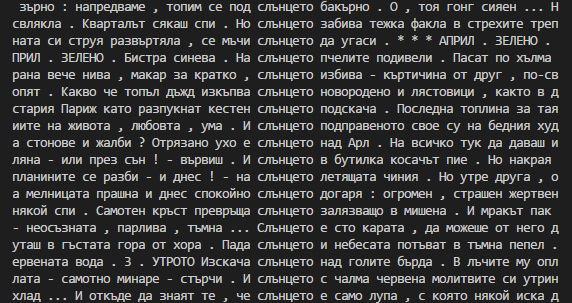 зърно : напредваме , топим се под слънцето бакърно . О , тоя гонг сияен ... Н
свлякла . Кварталът сякаш спи . Но слънцето забива тежка факла в стрехите треп
ната си струя развъртяла , се мъчи слънцето да угаси . * * * АПРИЛ . ЗЕЛЕНО .
ПРИЛ . ЗЕЛЕНО . Бистра синева . На слънцето пчелите подивели . Пасат по хълма
рана вече нива , макар за кратко , слънцето избива - къртичина от друг , по-св
опят . Какво че топъл дъжд изкъпва слънцето новородено и лястовици , както в д
стария Париж като разпукнат кестен слънцето подскача . Последна топлина за тая
иите на живота , любовта , ума . И слънцето подправеното свое су на бедния худ
а стонове и жалби ? Отрязано ухо е слънцето над Арл . На всичко тук да даваш и
ляна - или през сън ! - вървиш . И слънцето в бутилка косачът пие . Но накрая
планините се разби - и днес ! - на слънцето летящата чиния . Но утре друга , о
а мелницата прашна и днес спокойно слънцето догаря : огромен , страшен жертвен
някой спи . Самотен кръст превръща слънцето залязващо в мишена . И мракът пак
- неосъзната , парлива , тъмна ... Слънцето е сто карата , да можеше от него д
уташ в гъстата гора от хора . Пада слънцето и небесата потъват в тъмна пепел .
ервената вода . 3 . УТРОТО Изскача слънцето над голите бърда . В лъчите му опл
лата - самотно минаре - стърчи . И слънцето с чалма червена молитвите си утрин
хлад ... И откъде да знаят те , че слънцето е само лупа , с която някой иска д